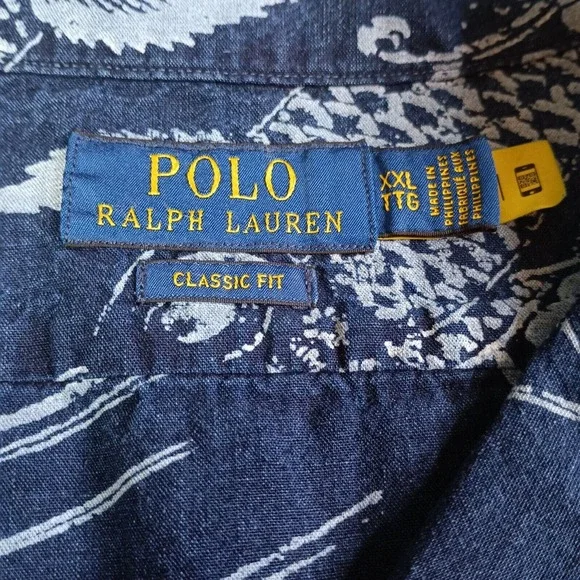 POLO
RALPH LAUREN
CLASSIC FIT
XXL
TTG
MADE IN
PHILIPPINES
FABRIQUÉ AUX
PHILIPPINES